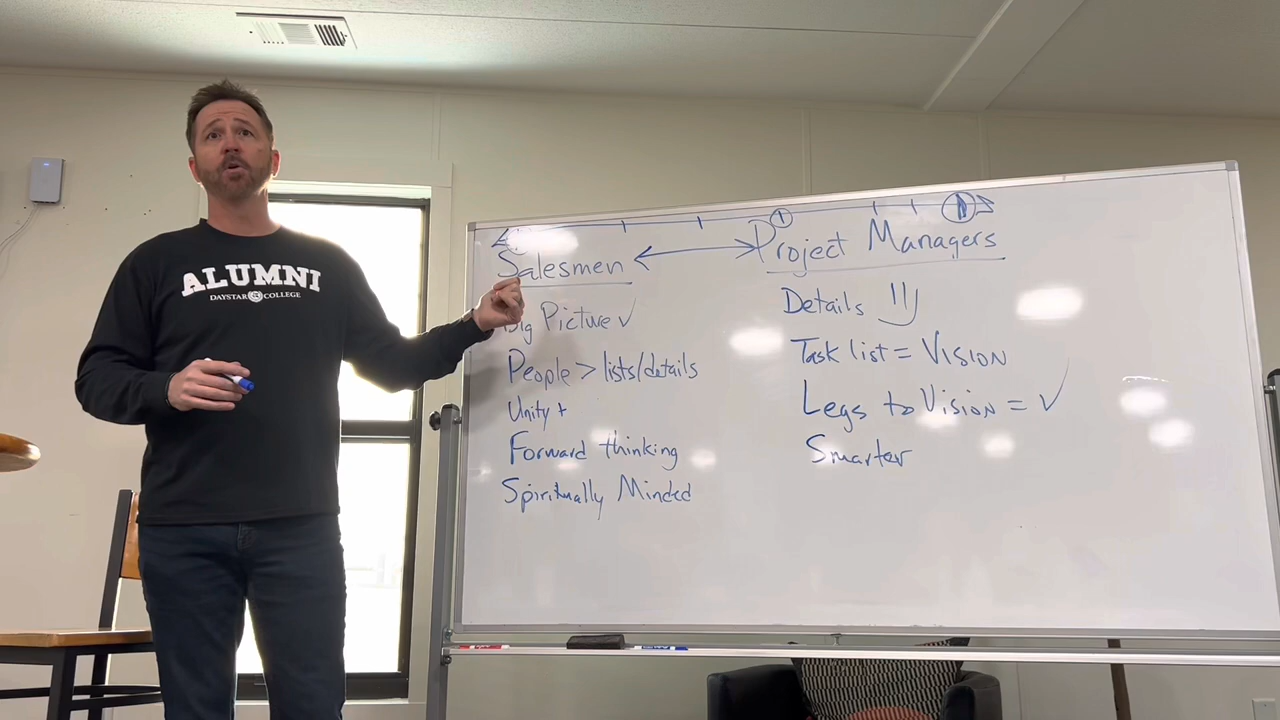 ALUMNI
DAYSTAR COLLEGE
Salesmen
Big Picture ✓
People > lists/details
Unity +
Forward thinking
Spiritually Minded
Project Managers
Details
Task list = VISION
Legs to Vision = ✓
Smarter